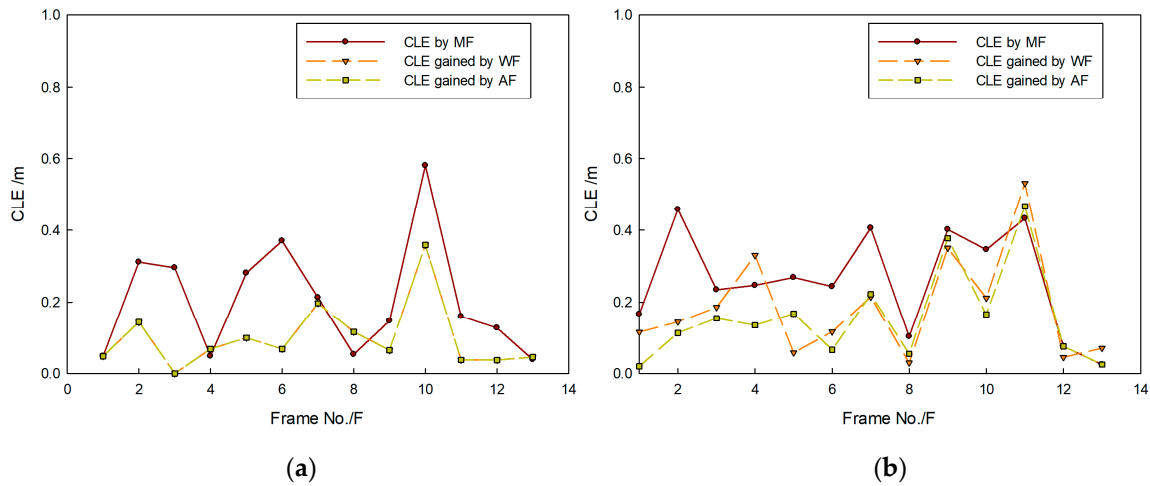 1.0
0.8
0.6
0.4
0.2
0.0
CLE /m
CLE by MF
CLE gained by WF
CLE gained by AF
0 2 4 6 8 10 12 14
Frame No./F
(a)
1.0
0.8
0.6
0.4
0.2
0.0
CLE /m
CLE by MF
CLE gained by WF
CLE gained by AF
2 4 6 8 10 12 14
Frame No./F
(b)